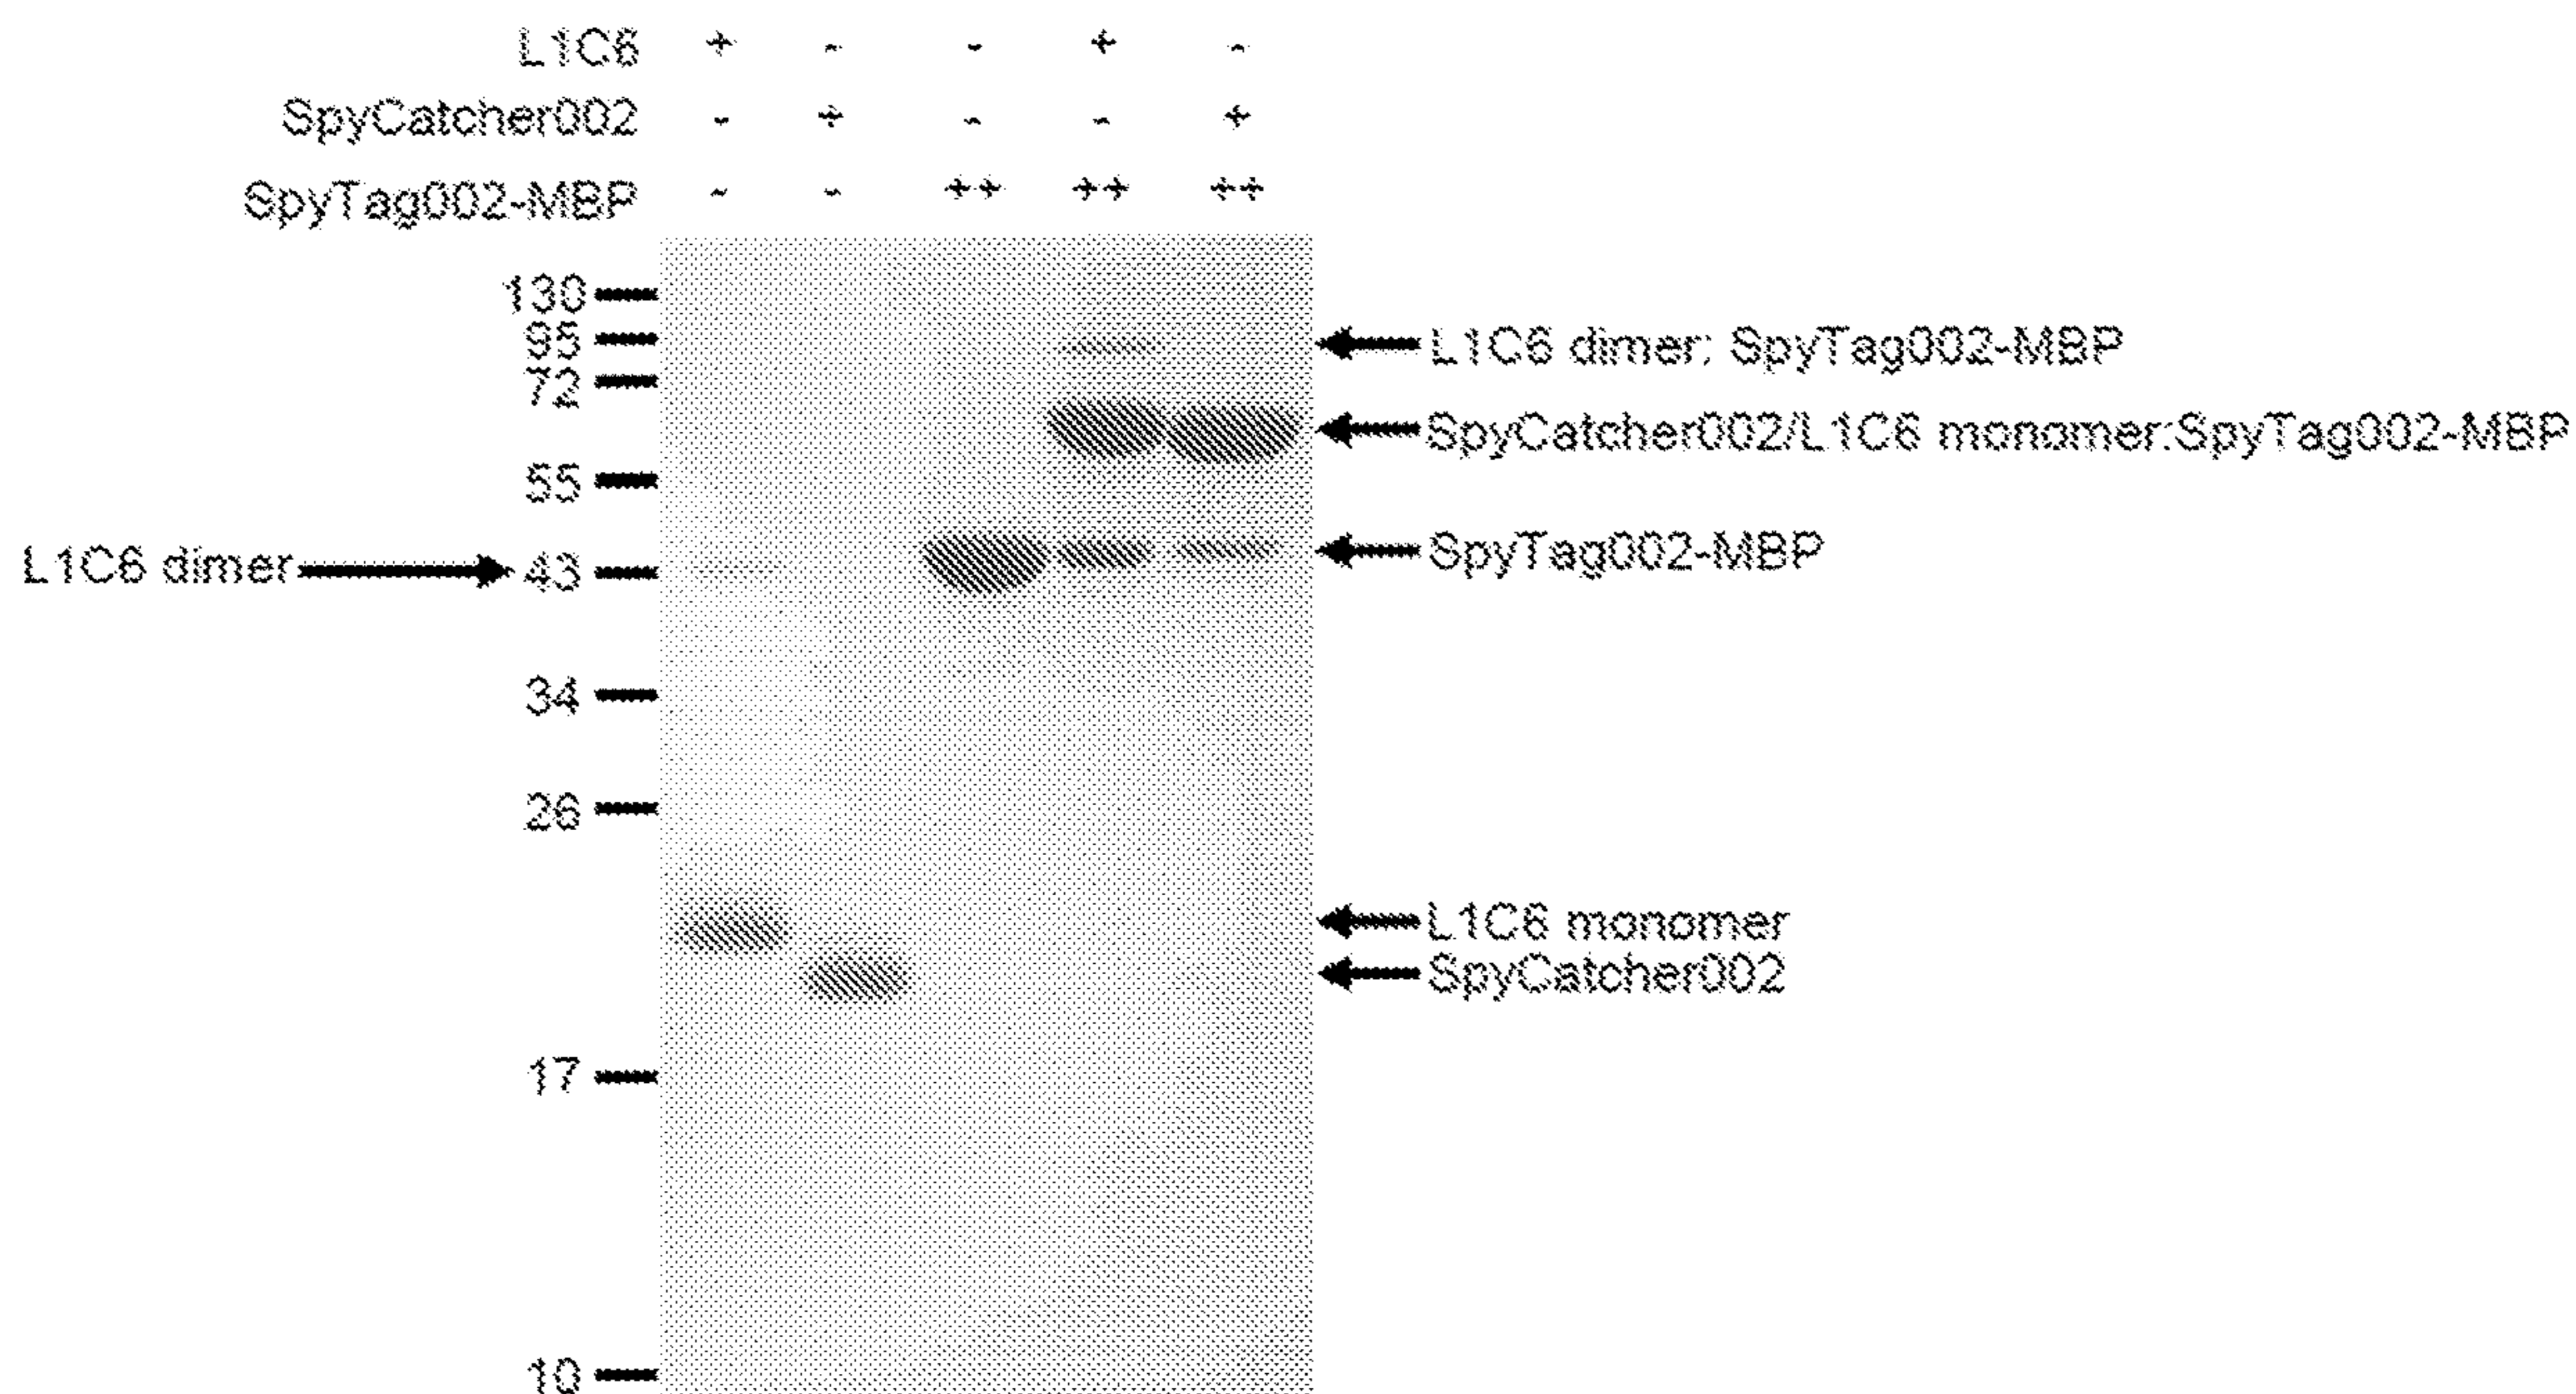 L1C6 + - - + -
SpyCatcher002 - + - - +
SpyTag002-MBP - - ++ ++ ++
130
95
72
55
43
34
26
17
10
L1C6 dimer
L1C6 dimer: SpyTag002-MBP
SpyCatcher002/L1C6 monomer:SpyTag002-MBP
SpyTag002-MBP
L1C6 monomer
SpyCatcher002